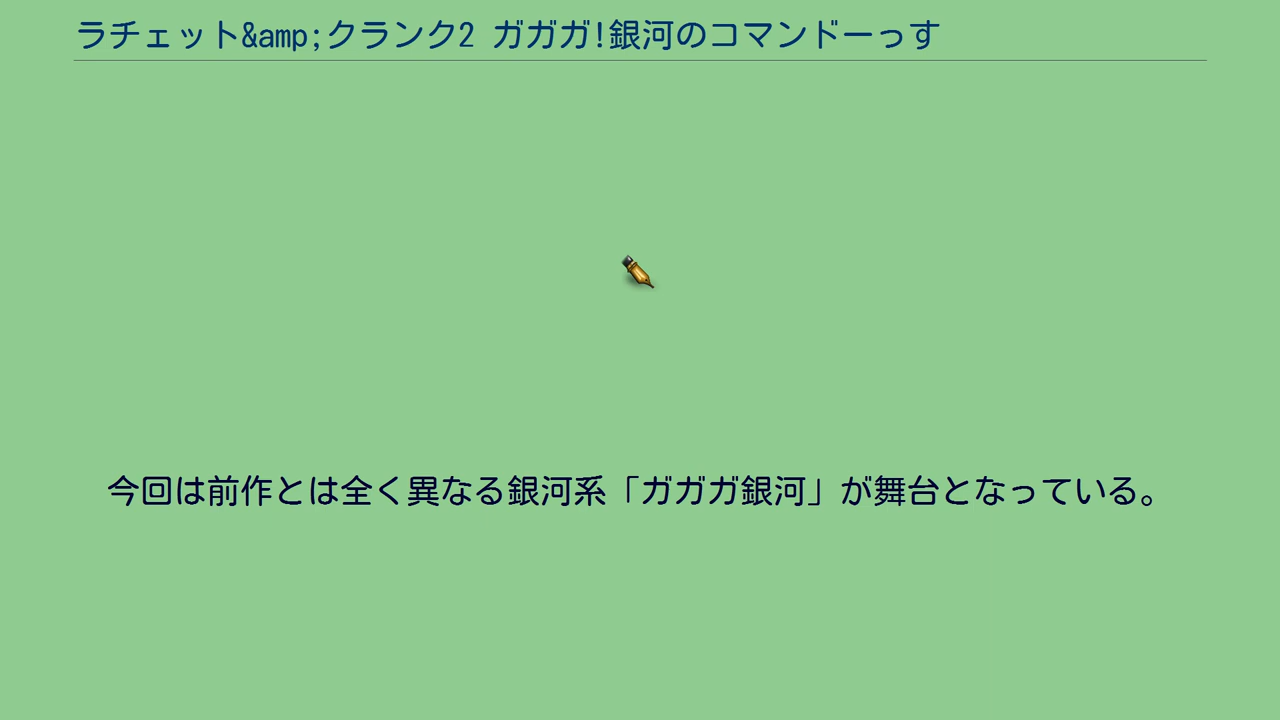 ラチェット&amp;クランク2 ガガガ!銀河のコマンドーっす
今回は前作とは全く異なる銀河系「ガガガ銀河」が舞台となっている。